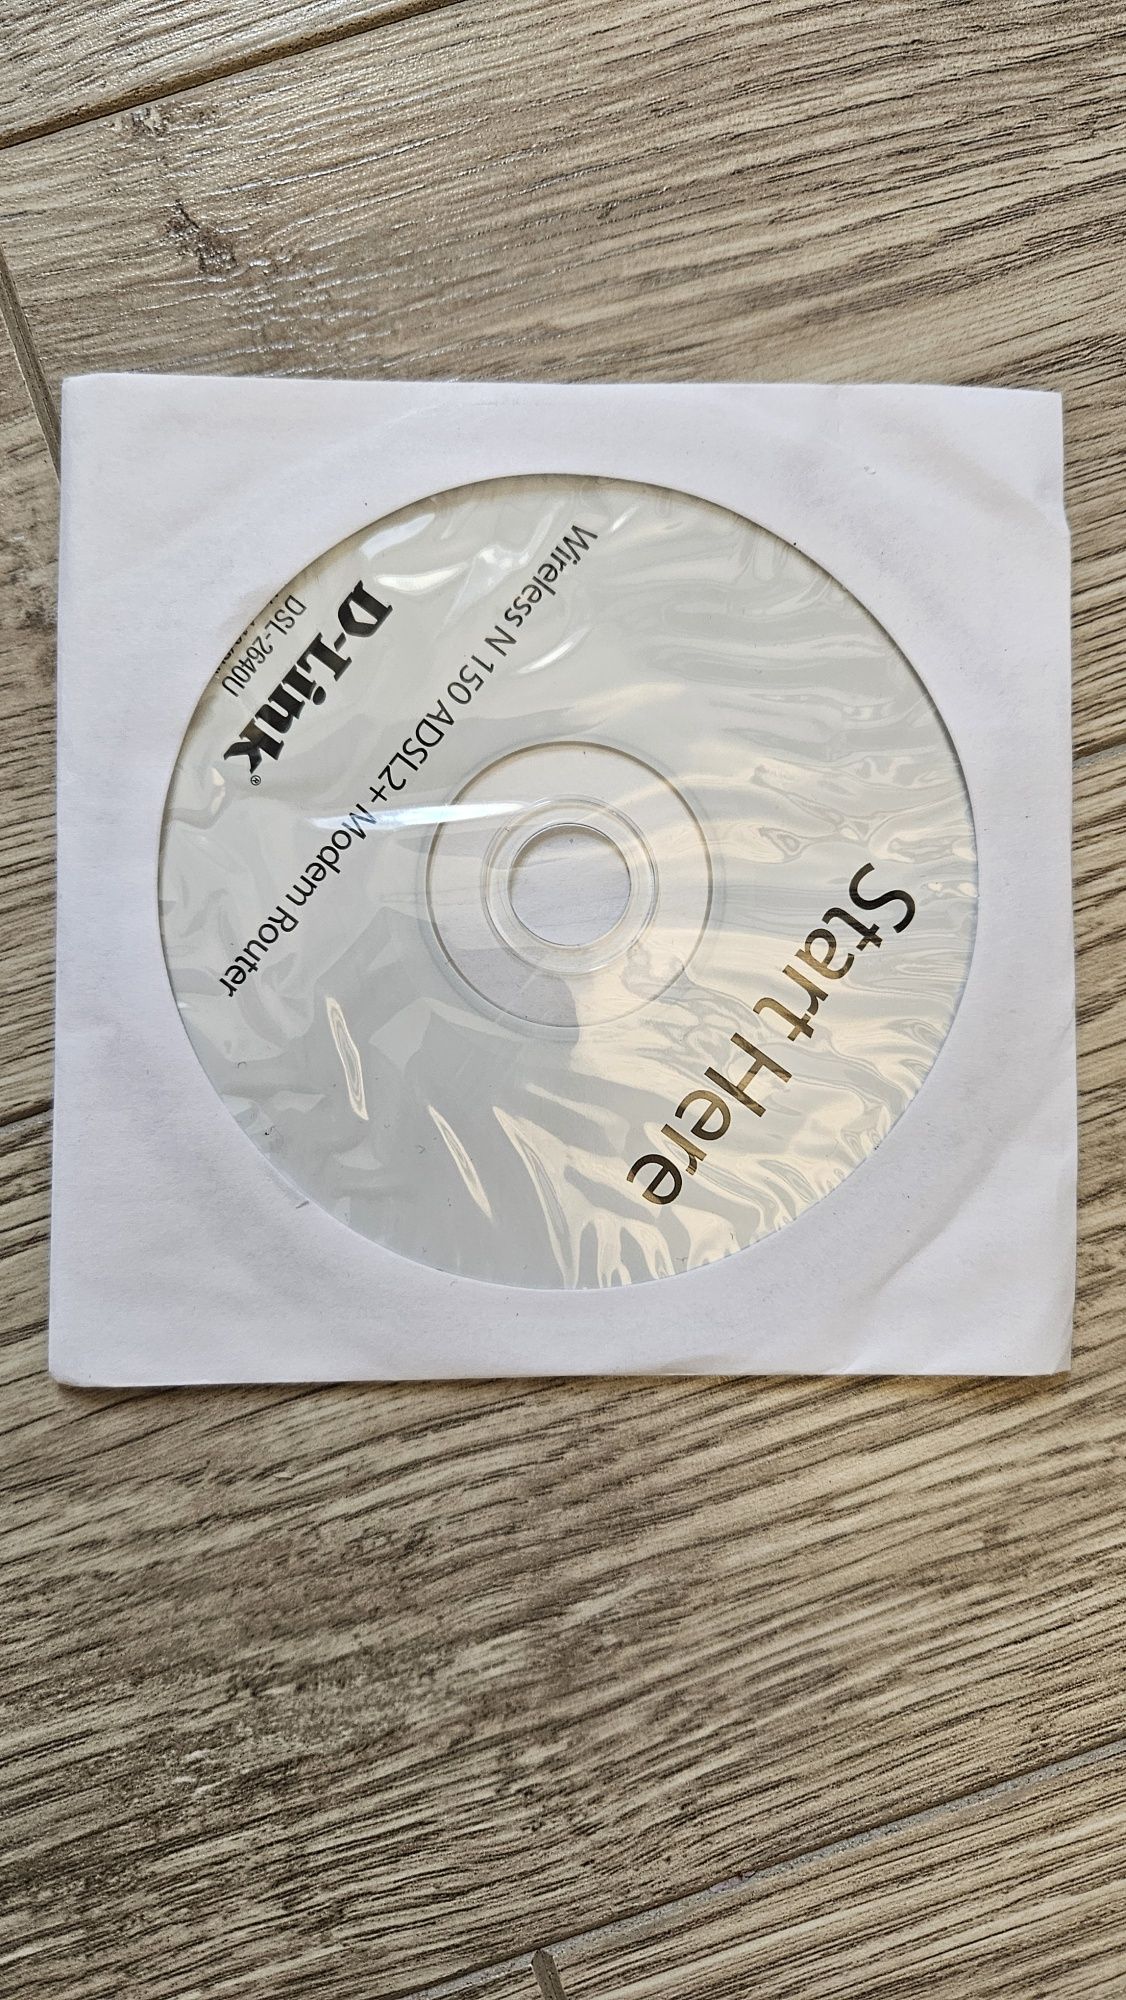 D-Link®
DSL-2640U
Wireless N 150 ADSL2+ Modem Router
Start Here